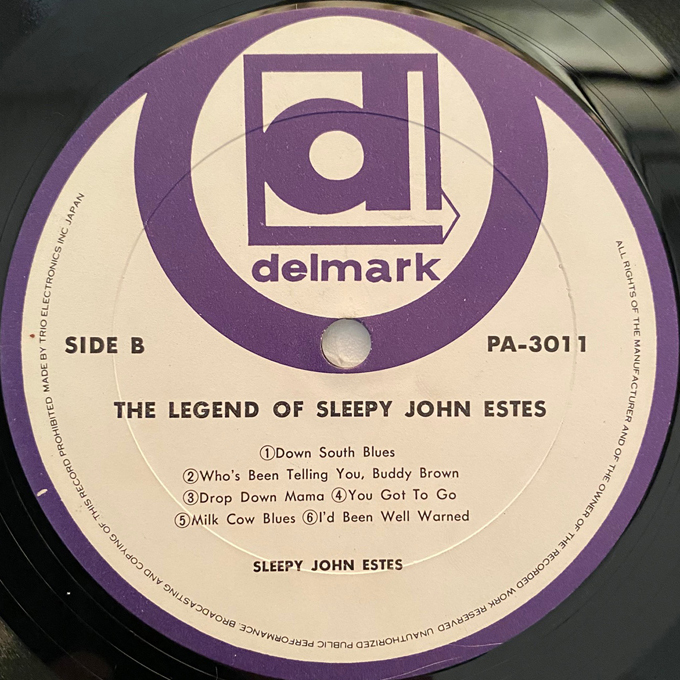 delmark
SIDE B
PA-3011
THE LEGEND OF SLEEPY JOHN ESTES
①Down South Blues
②Who's Been Telling You, Buddy Brown
③Drop Down Mama ④You Got To Go
⑤Milk Cow Blues ⑥I'd Been Well Warned
SLEEPY JOHN ESTES
ALL RIGHTS OF THE MANUFACTURER AND OF THE OWNER OF THE RECORDED WORK RESERVED UNAUTHORIZED PUBLIC PERFORMANCE, BROADCASTING AND COPYING OF THIS RECORD PROHIBITED MADE BY TRIO ELECTRONICS INC JAPAN